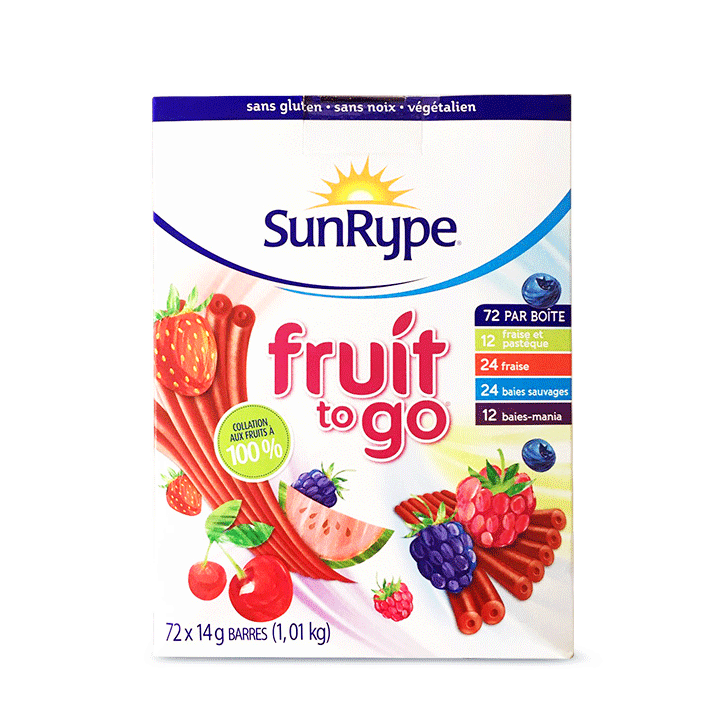 sans gluten • sans noix • végétalien
SunRype®
72 PAR BOÎTE
12 fraise et
pastèque
24 fraise
24 baies sauvages
12 baies-mania
fruit
to go®
COLLATION
AUX FRUITS À
100%
72 x 14 g BARRES (1,01 kg)